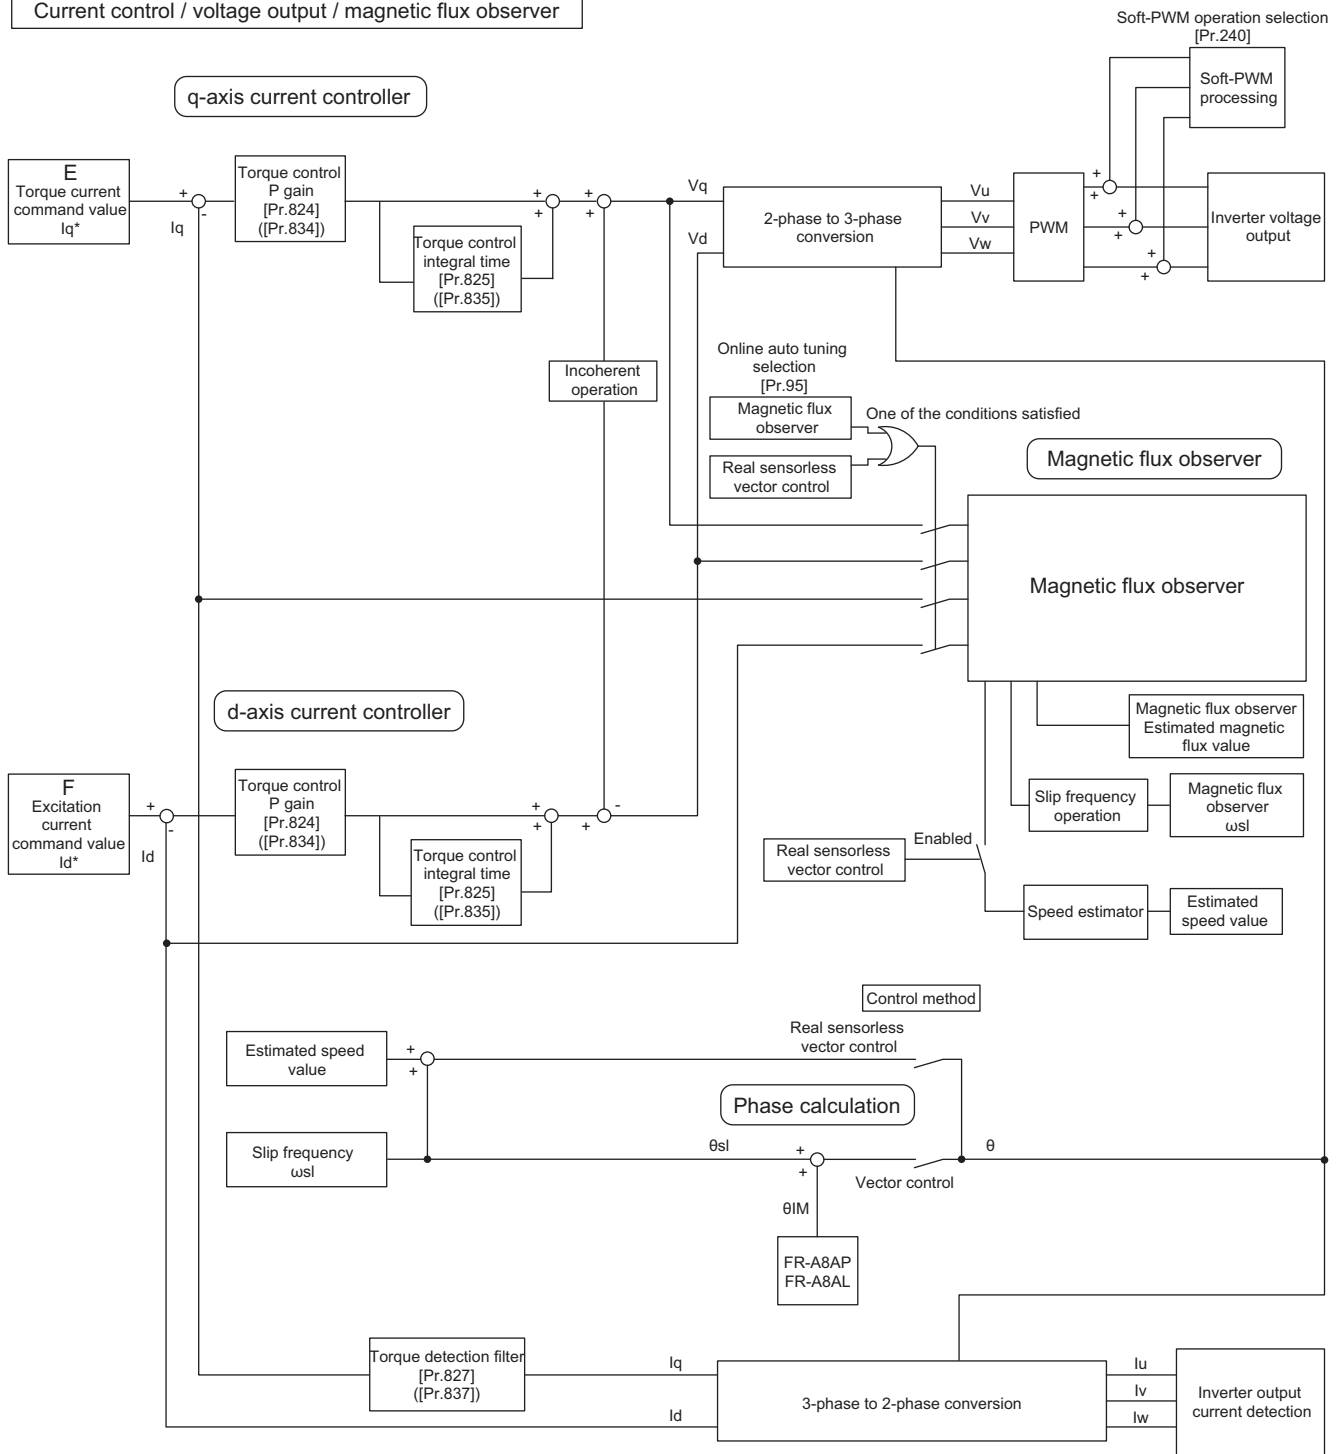 Current control / voltage output / magnetic flux observer
Soft-PWM operation selection
[Pr.240]
Soft-PWM
processing
q-axis current controller
E
Torque current
command value
Iq*
+
-
Iq
Torque control
P gain
[Pr.824]
([Pr.834])
Torque control
integral time
[Pr.825]
([Pr.835])
+
+
+
+
Vq
Vd
2-phase to 3-phase
conversion
Vu
Vv
Vw
PWM
+
+
+
+
+
+
Inverter voltage
output
Incoherent
operation
Online auto tuning
selection
[Pr.95]
Magnetic flux
observer
One of the conditions satisfied
Real sensorless
vector control
Magnetic flux observer
Magnetic flux observer
d-axis current controller
Magnetic flux observer
Estimated magnetic
flux value
F
Excitation
current
command value
Id*
+
-
Id
Torque control
P gain
[Pr.824]
([Pr.834])
Torque control
integral time
[Pr.825]
([Pr.835])
+
+
-
+
Slip frequency
operation
Magnetic flux
observer
ωsl
Real sensorless
vector control
Enabled
Speed estimator
Estimated
speed value
Control method
Real sensorless
vector control
Estimated speed
value
+
+
Phase calculation
Slip frequency
ωsl
θsl
+
+
θ
Vector control
θIM
FR-A8AP
FR-A8AL
Torque detection filter
[Pr.827]
([Pr.837])
Iq
Id
3-phase to 2-phase conversion
Iu
Iv
Iw
Inverter output
current detection